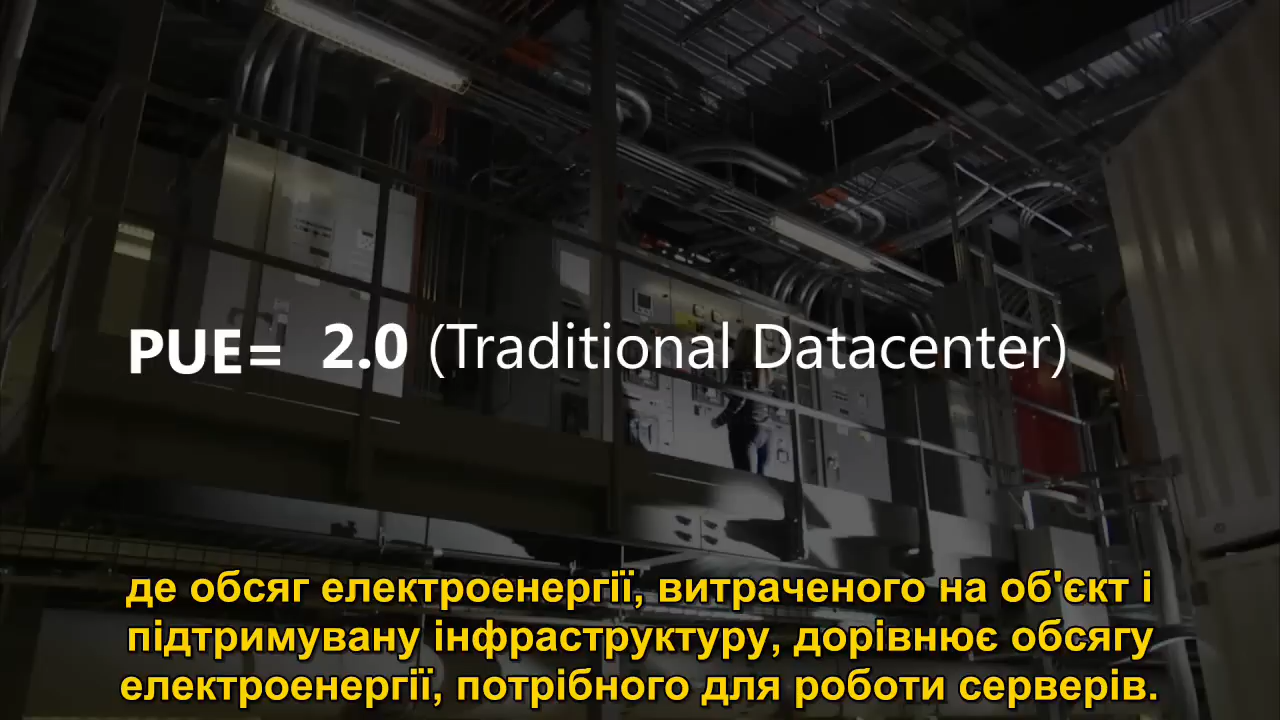 PUE= 2.0 (Traditional Datacenter)
де обсяг електроенергії, витраченого на об'єкт і
підтримувану інфраструктуру, дорівнює обсягу
електроенергії, потрібного для роботи серверів.